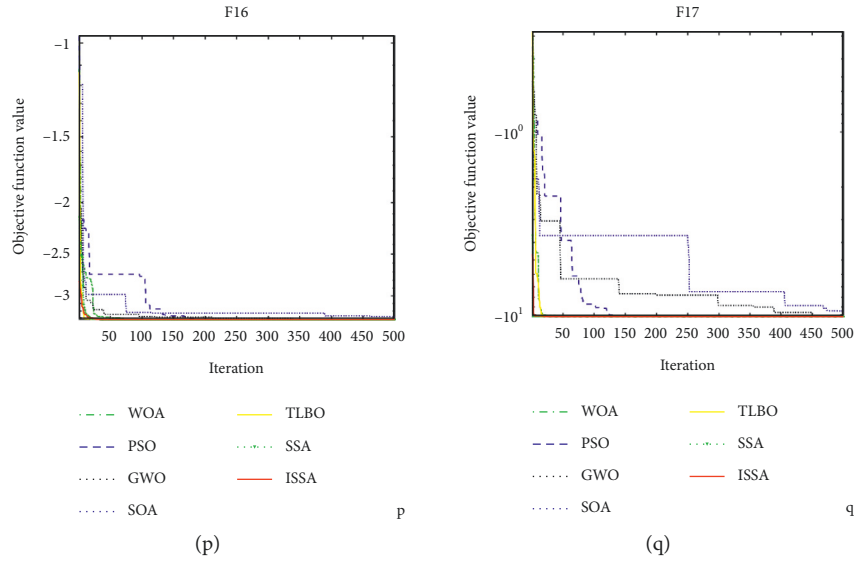 F16
Objective function value
−1
−1.5
−2
−2.5
−3
50 100 150 200 250 300 350 400 450 500
Iteration
WOA
PSO
GWO
SOA
TLBO
SSA
ISSA
p
(p)
F17
Objective function value
−10^0
−10^1
50 100 150 200 250 300 350 400 450 500
Iteration
WOA
PSO
GWO
SOA
TLBO
SSA
ISSA
q
(q)